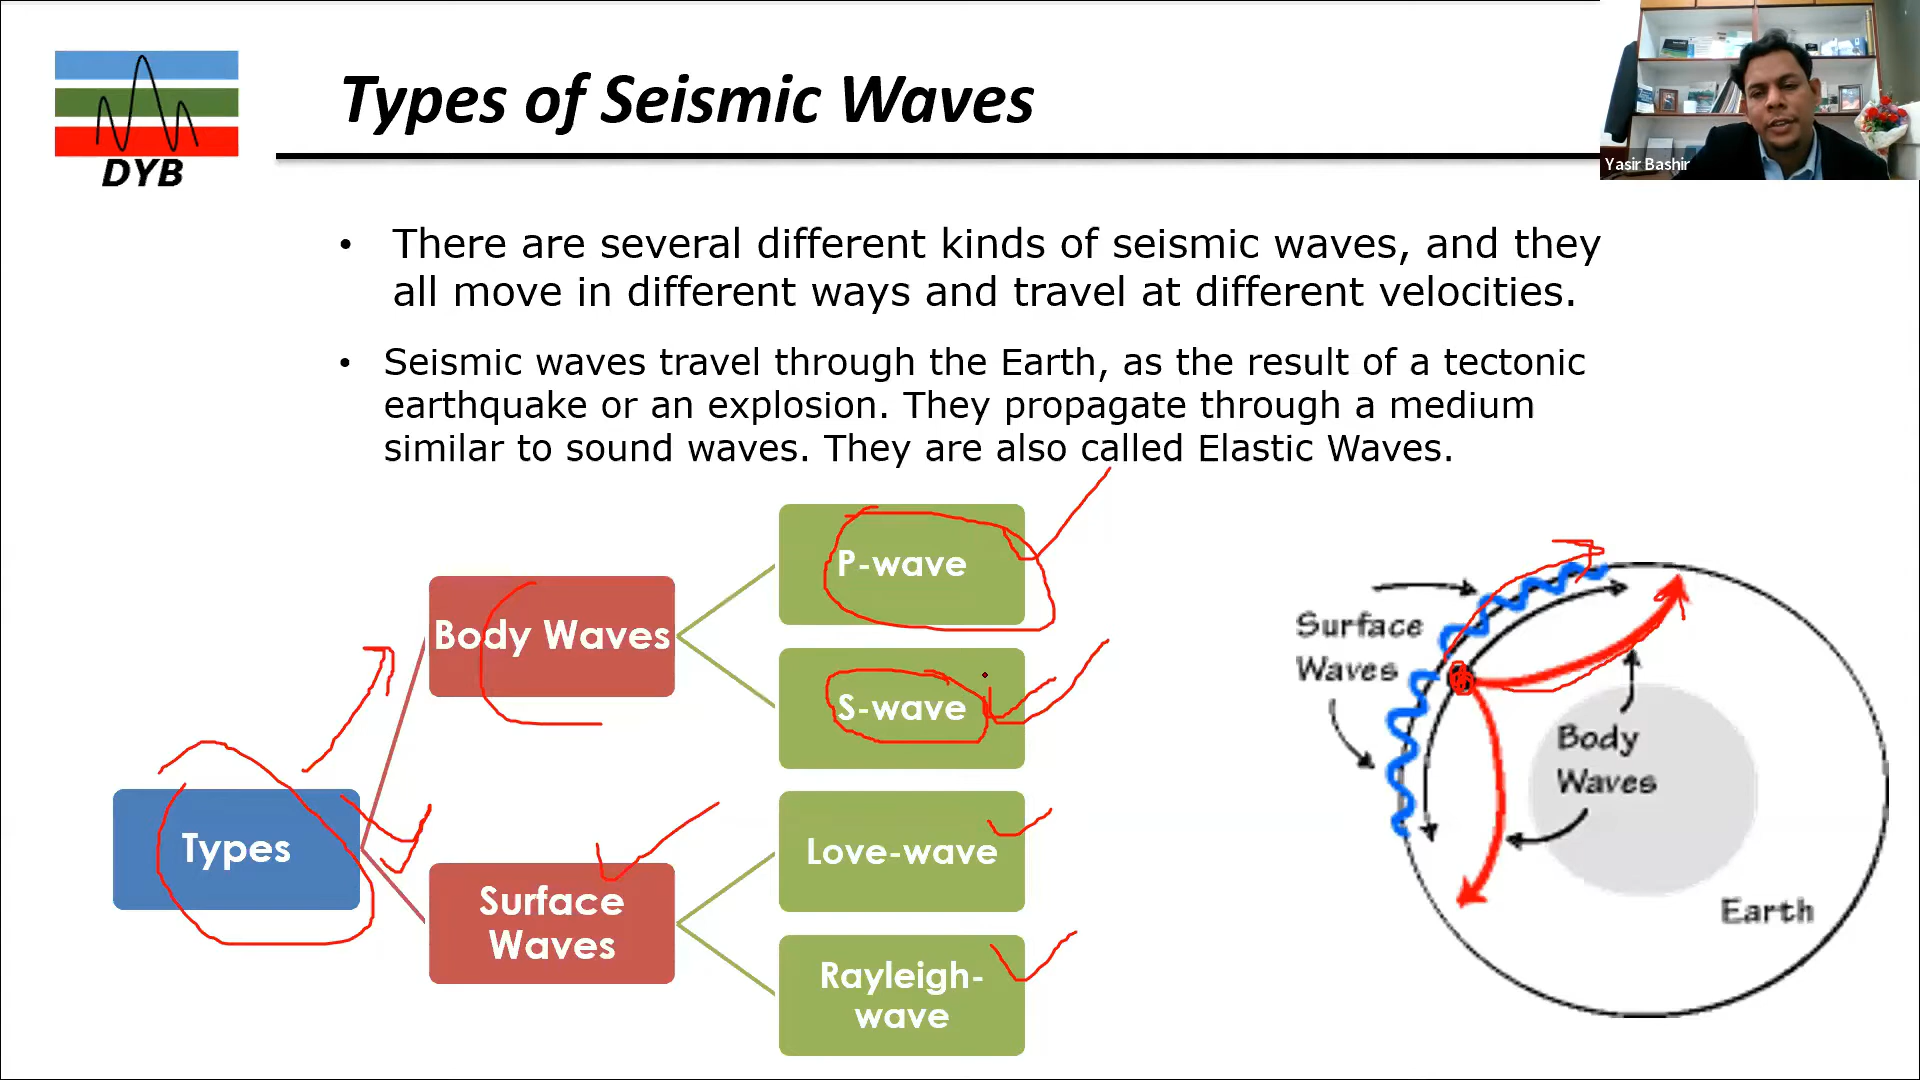 Types of Seismic Waves
DYB
Yasir Bashir
• There are several different kinds of seismic waves, and they
all move in different ways and travel at different velocities.
• Seismic waves travel through the Earth, as the result of a tectonic
earthquake or an explosion. They propagate through a medium
similar to sound waves. They are also called Elastic Waves.
Types
Body Waves
Surface
Waves
P-wave
S-wave
Love-wave
Rayleigh-
wave
Surface
Waves
Body
Waves
Earth